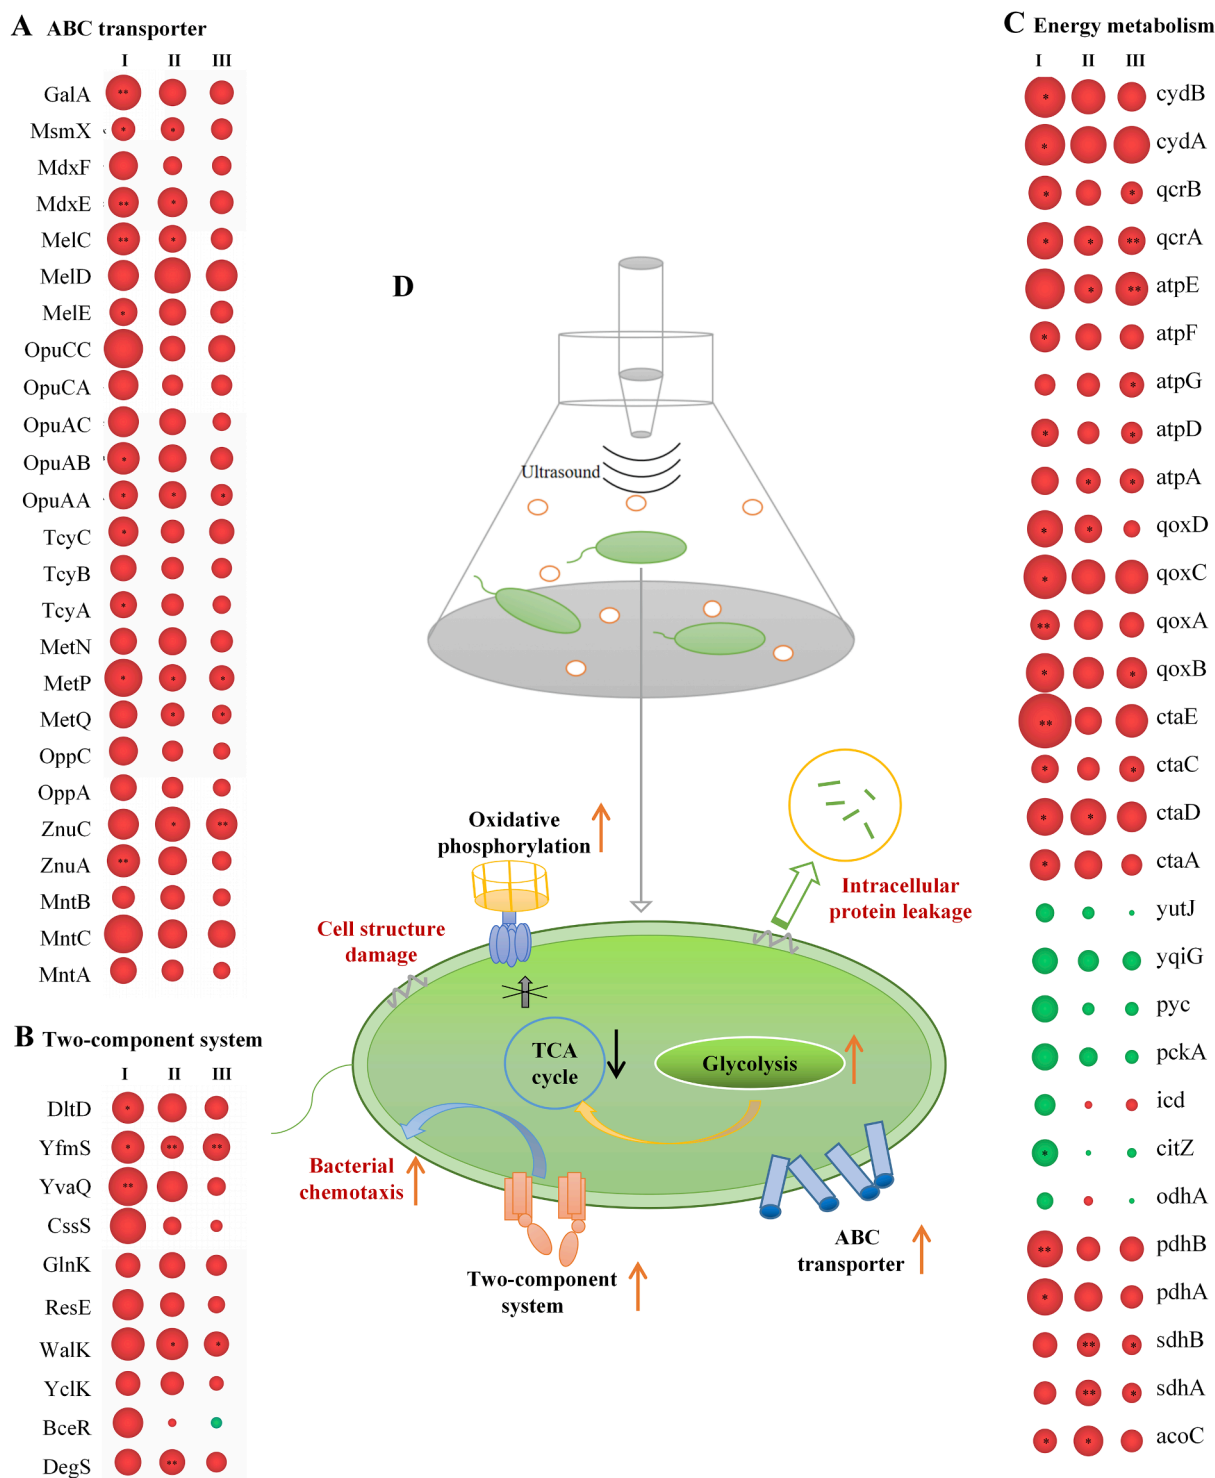 A ABC transporter
I II III
GalA ** 
MsmX * *
MdxF
MdxE ** *
MelC ** *
MelD
MelE *
OpuCC
OpuCA
OpuAC
OpuAB *
OpuAA * * *
TcyC *
TcyB
TcyA *
MetN
MetP * * *
MetQ * *
OppC
OppA
ZnuC * **
ZnuA **
MntB
MntC
MntA
B Two-component system
I II III
DltD *
YfmS * ** **
YvaQ **
CssS
GlnK
ResE
WalK * *
YclK
BceR
DegS **
C Energy metabolism
I II III
* cydB
* cydA
* * qcrB
* * ** qcrA
* ** atpE
* atpF
* atpG
* * atpD
* * atpA
* * qoxD
* qoxC
** qoxA
* * qoxB
** ctaE
* * ctaC
* * ctaD
* ctaA
yutJ
yqiG
pyc
pckA
icd
* citZ
odhA
** pdhB
* pdhA
** * sdhB
** * sdhA
* * acoC
D
Ultrasound
Oxidative
phosphorylation
Intracellular
protein leakage
Cell structure
damage
TCA
cycle
Glycolysis
Bacterial
chemotaxis
Two-component
system
ABC
transporter